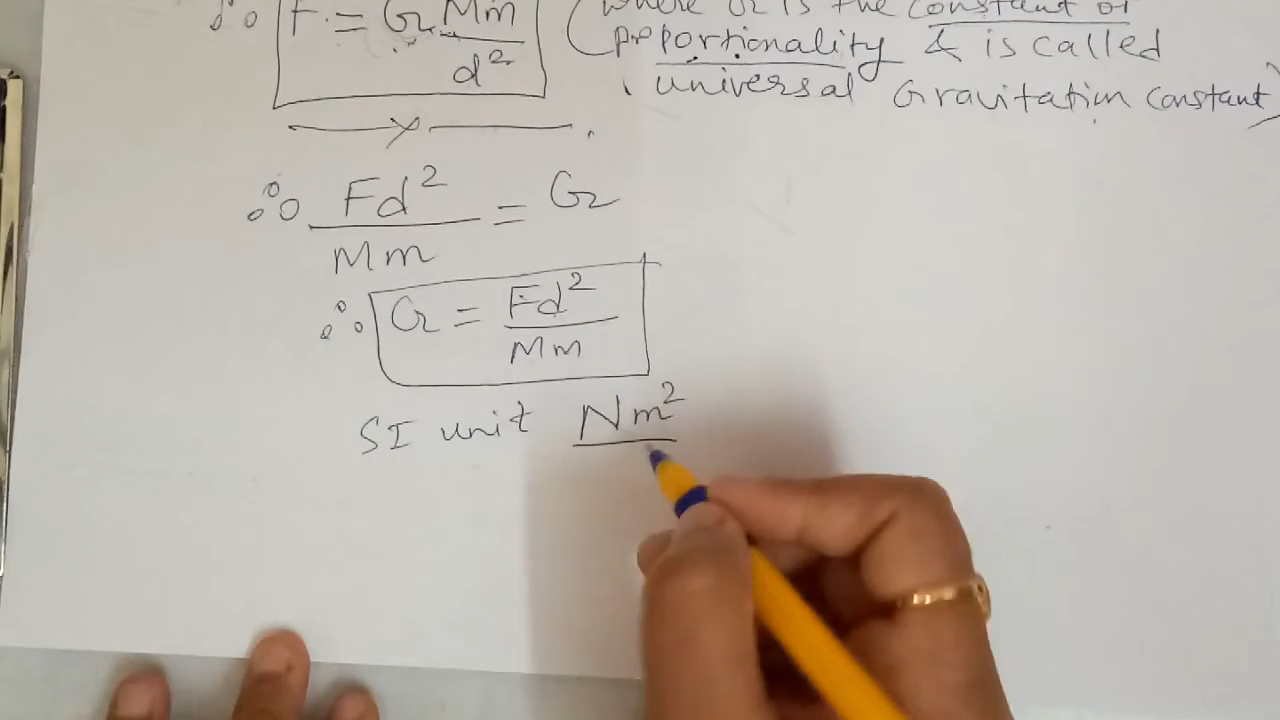 ∴ F = G Mm / d² (where G is the constant of
proportionality & is called
universal Gravitation constant)
∴ Fd² / Mm = G
∴ G = Fd² / Mm
SI unit Nm²